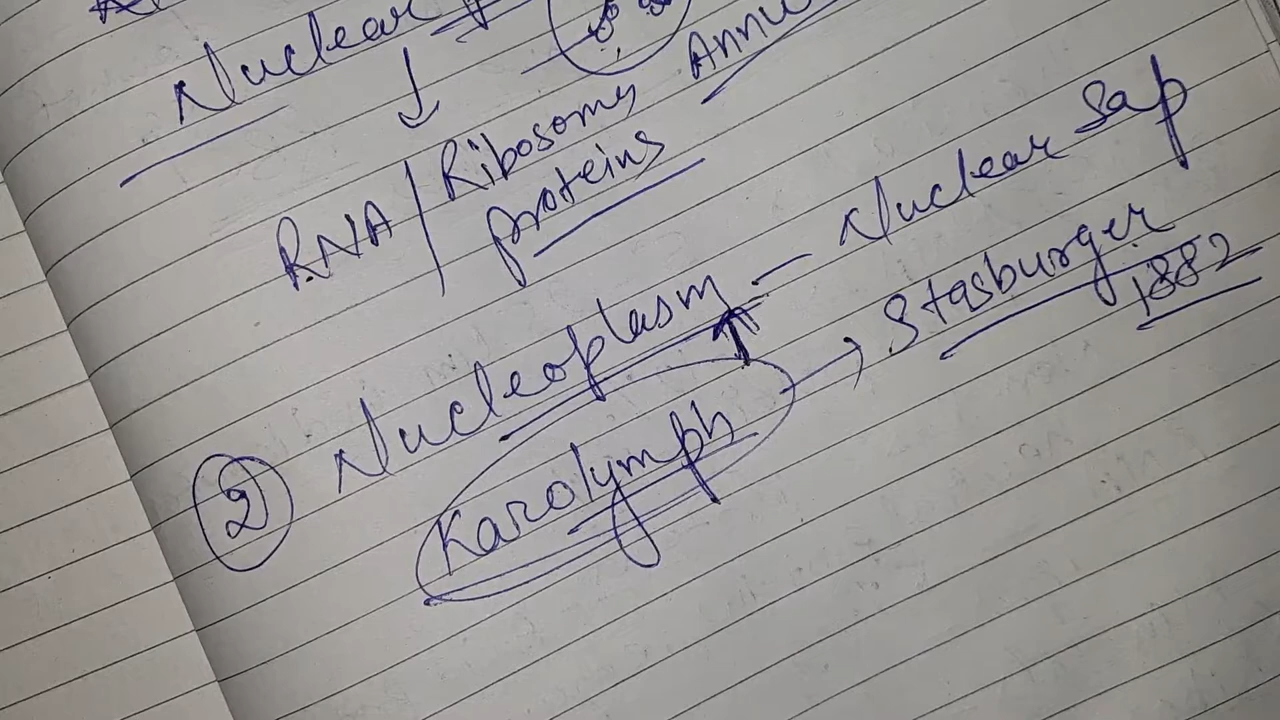 Nuclear
RNA / Ribosomy
proteins
② Nucleoplasm - Nuclear Sap
Karolymph → Stasburger
1882